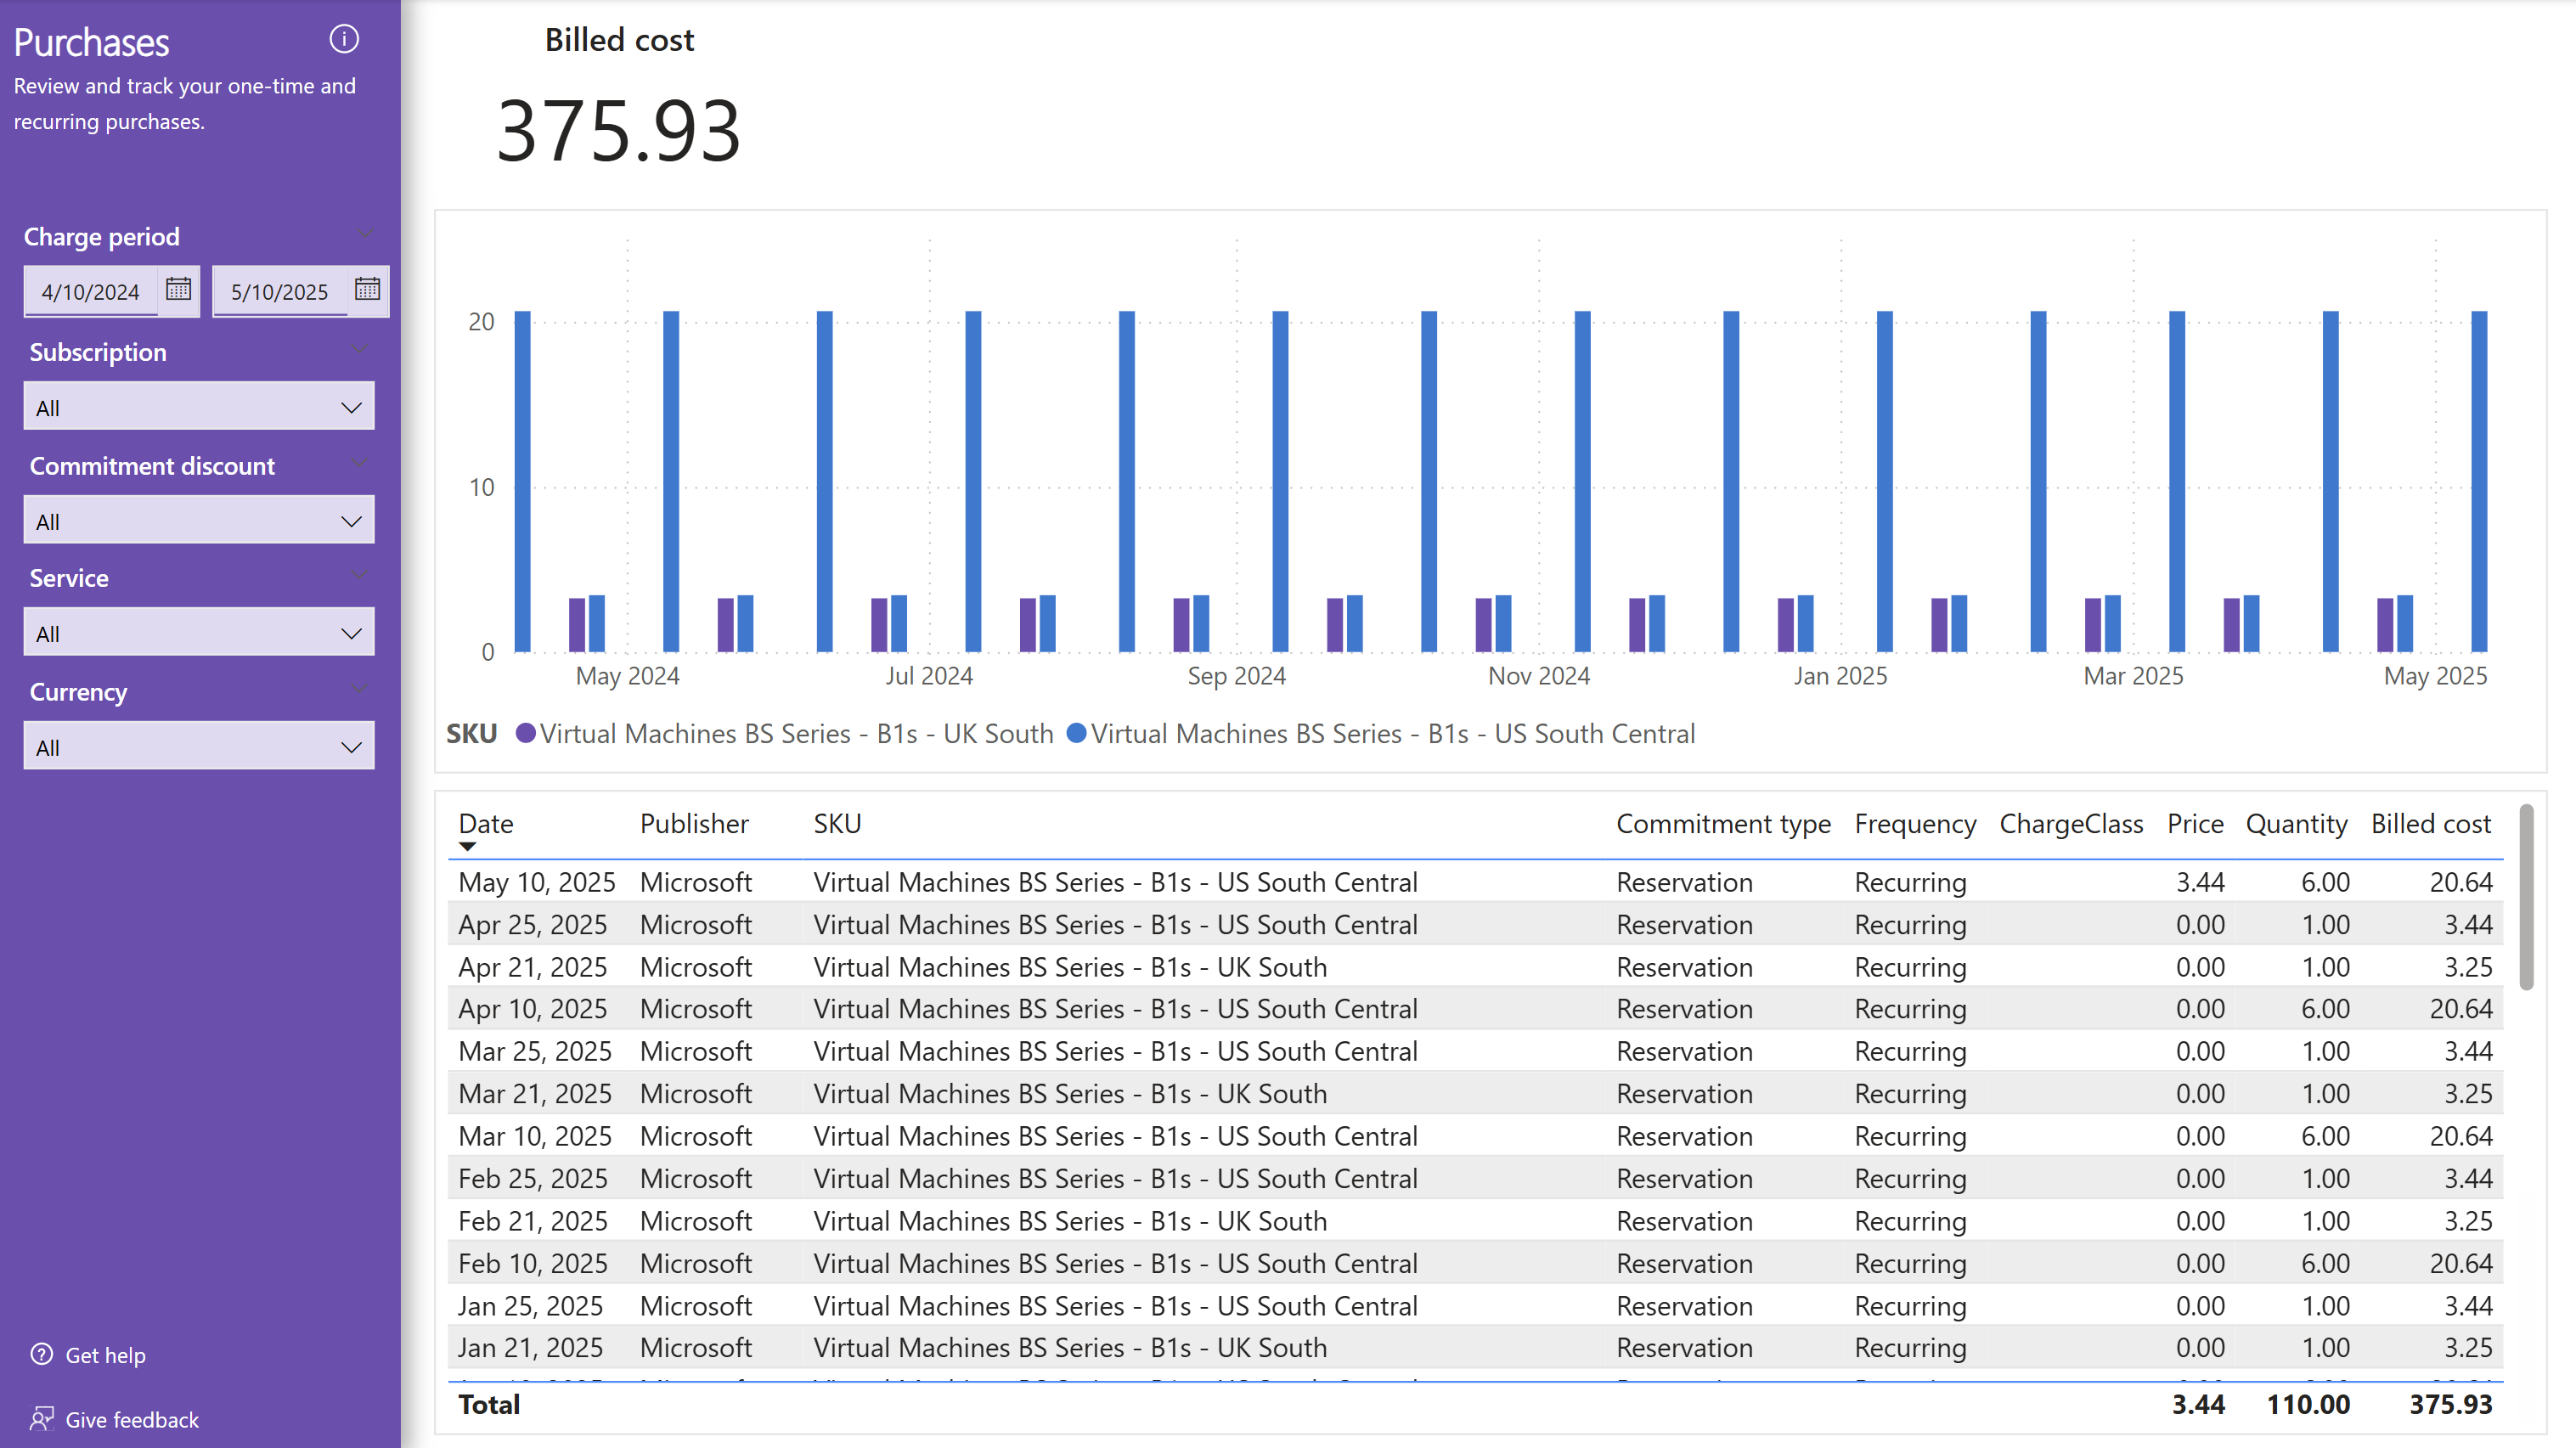 Purchases
Review and track your one-time and
recurring purchases.
Charge period
4/10/2024 5/10/2025
Subscription
All
Commitment discount
All
Service
All
Currency
All
Get help
Give feedback
Billed cost
375.93
20
10
0
May 2024 Jul 2024 Sep 2024 Nov 2024 Jan 2025 Mar 2025 May 2025
SKU Virtual Machines BS Series - B1s - UK South Virtual Machines BS Series - B1s - US South Central
Date Publisher SKU Commitment type Frequency ChargeClass Price Quantity Billed cost
May 10, 2025 Microsoft Virtual Machines BS Series - B1s - US South Central Reservation Recurring 3.44 6.00 20.64
Apr 25, 2025 Microsoft Virtual Machines BS Series - B1s - US South Central Reservation Recurring 0.00 1.00 3.44
Apr 21, 2025 Microsoft Virtual Machines BS Series - B1s - UK South Reservation Recurring 0.00 1.00 3.25
Apr 10, 2025 Microsoft Virtual Machines BS Series - B1s - US South Central Reservation Recurring 0.00 6.00 20.64
Mar 25, 2025 Microsoft Virtual Machines BS Series - B1s - US South Central Reservation Recurring 0.00 1.00 3.44
Mar 21, 2025 Microsoft Virtual Machines BS Series - B1s - UK South Reservation Recurring 0.00 1.00 3.25
Mar 10, 2025 Microsoft Virtual Machines BS Series - B1s - US South Central Reservation Recurring 0.00 6.00 20.64
Feb 25, 2025 Microsoft Virtual Machines BS Series - B1s - US South Central Reservation Recurring 0.00 1.00 3.44
Feb 21, 2025 Microsoft Virtual Machines BS Series - B1s - UK South Reservation Recurring 0.00 1.00 3.25
Feb 10, 2025 Microsoft Virtual Machines BS Series - B1s - US South Central Reservation Recurring 0.00 6.00 20.64
Jan 25, 2025 Microsoft Virtual Machines BS Series - B1s - US South Central Reservation Recurring 0.00 1.00 3.44
Jan 21, 2025 Microsoft Virtual Machines BS Series - B1s - UK South Reservation Recurring 0.00 1.00 3.25
Total 3.44 110.00 375.93